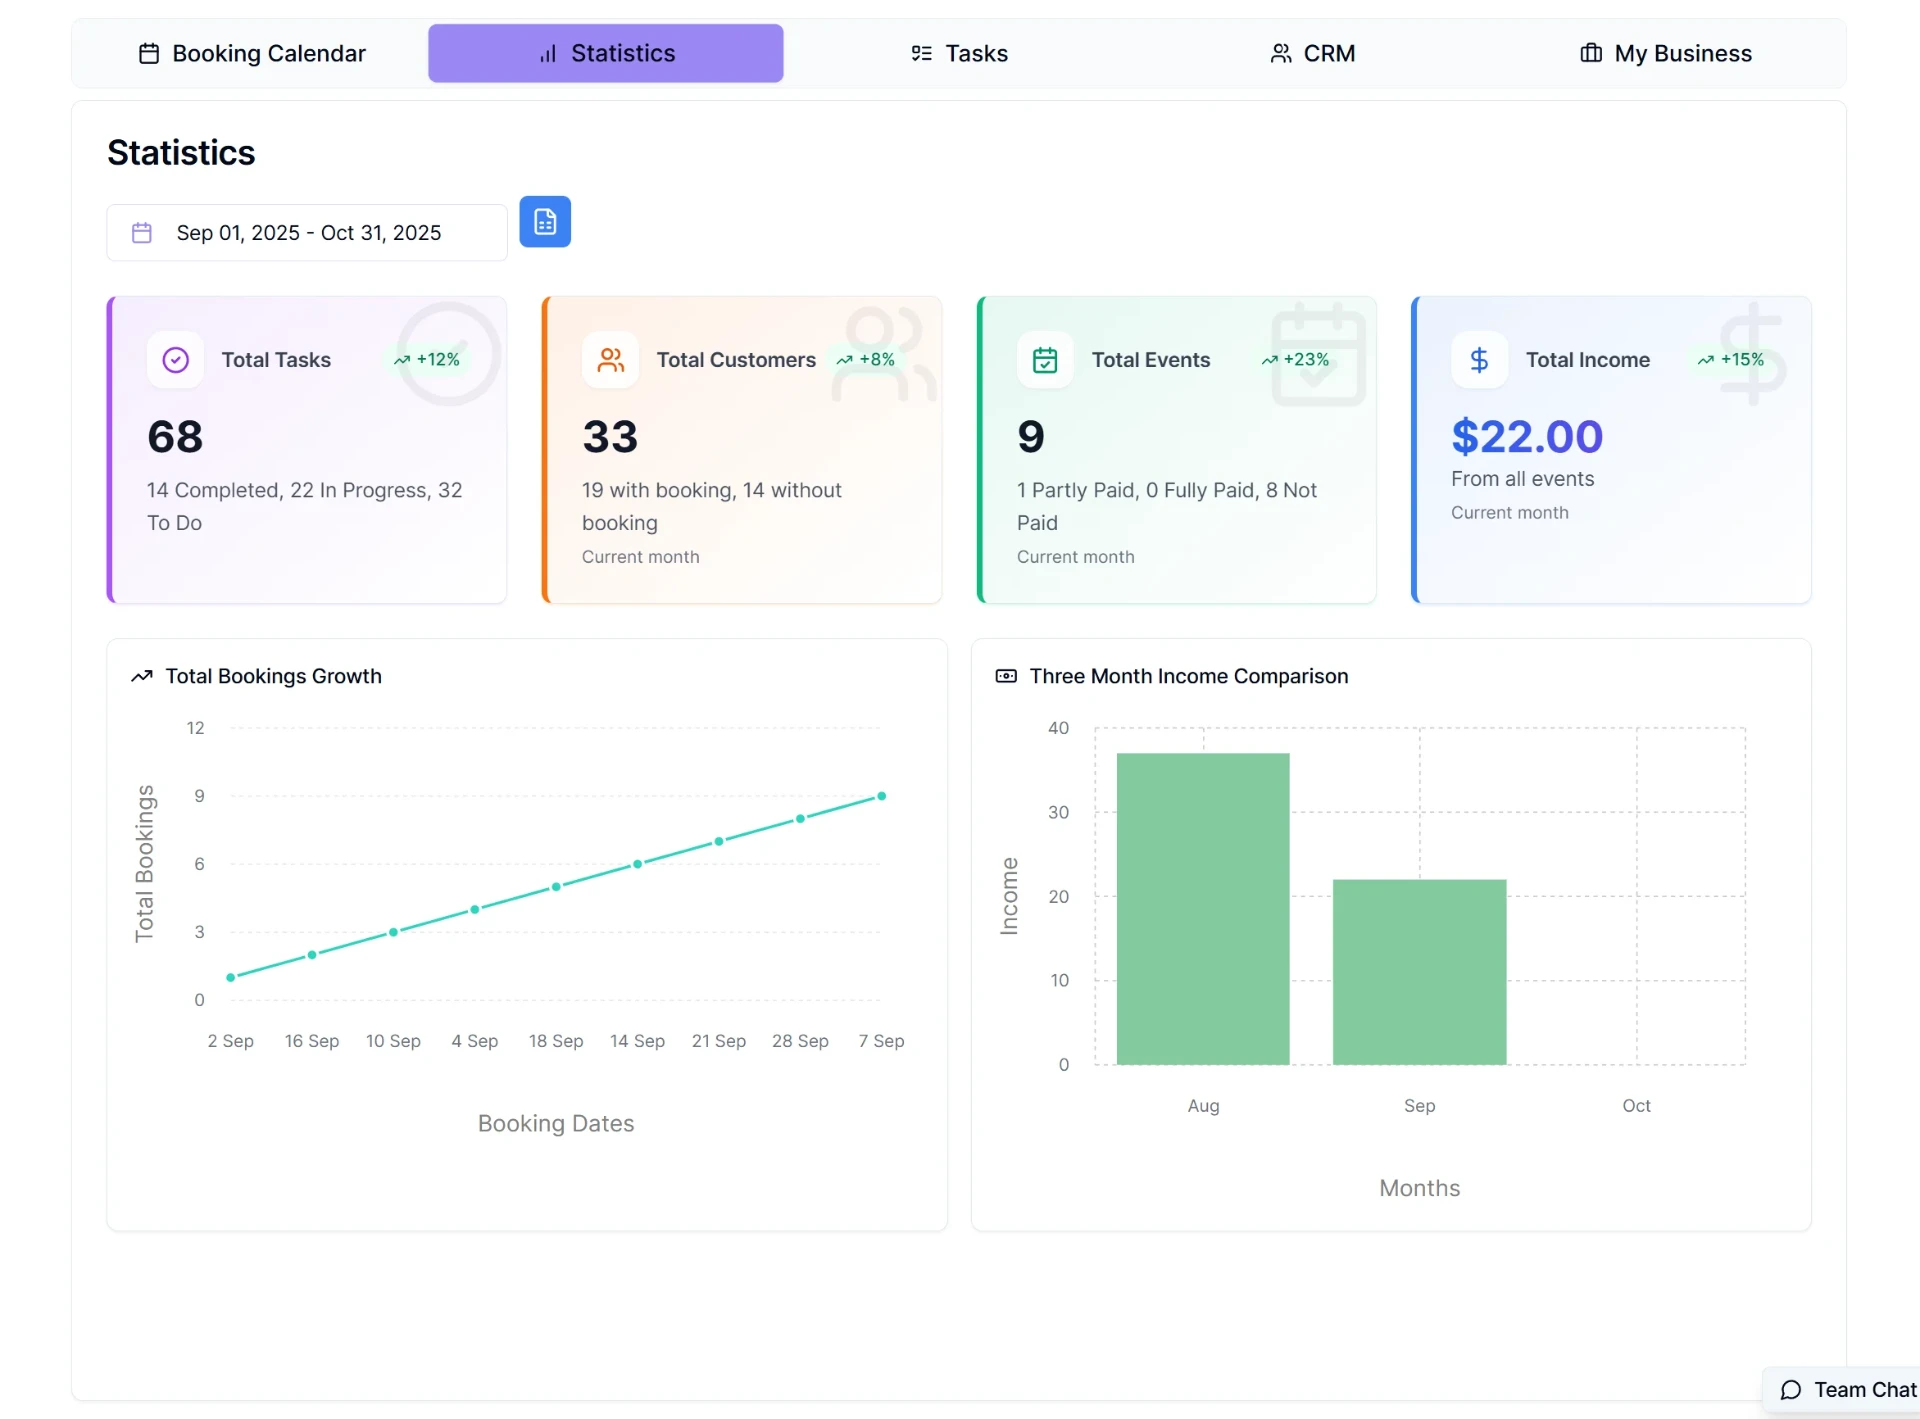 Booking Calendar
Statistics
Tasks
CRM
My Business
Statistics
Sep 01, 2025 - Oct 31, 2025
Total Tasks
+12%
68
14 Completed, 22 In Progress, 32
To Do
Total Customers
+8%
33
19 with booking, 14 without
booking
Current month
Total Events
+23%
9
1 Partly Paid, 0 Fully Paid, 8 Not
Paid
Current month
Total Income
+15%
$22.00
From all events
Current month
Total Bookings Growth
12
9
6
3
0
Total Bookings
2 Sep
16 Sep
10 Sep
4 Sep
18 Sep
14 Sep
21 Sep
28 Sep
7 Sep
Booking Dates
Three Month Income Comparison
40
30
20
10
0
Income
Aug
Sep
Oct
Months
Team Chat